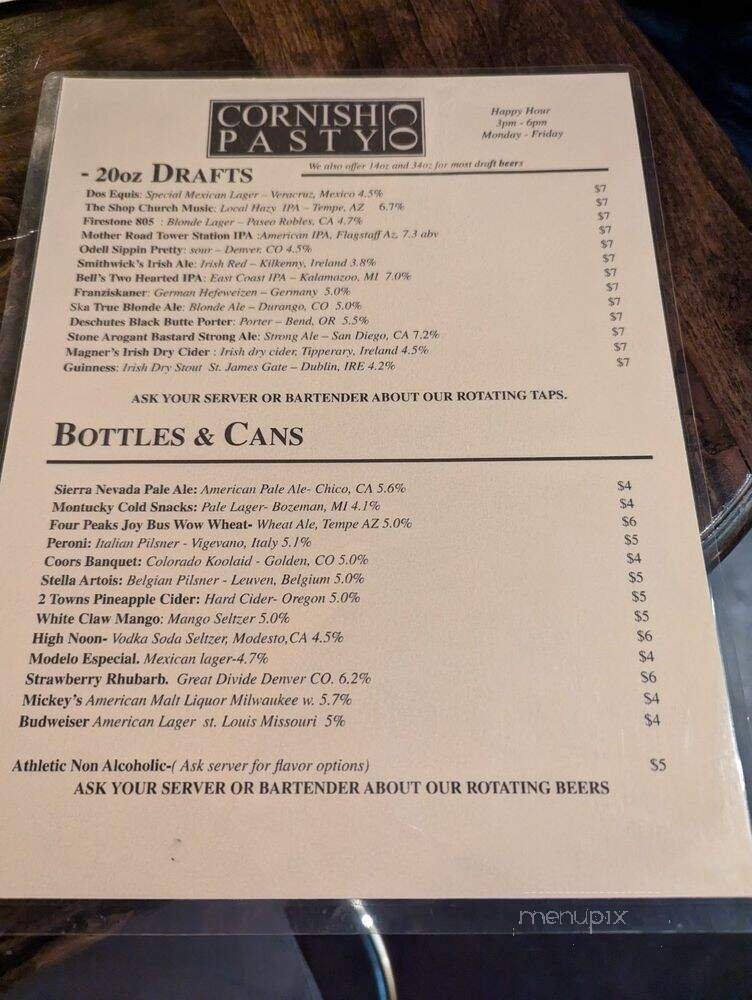 CORNISH
PASTY
CO
Happy Hour
3pm - 6pm
Monday - Friday
- 20oz DRAFTS
We also offer 14oz and 34oz for most draft beers
Dos Equis: Special Mexican Lager – Veracruz, Mexico 4.5% $7
The Shop Church Music: Local Hazy IPA – Tempe, AZ 6.7% $7
Firestone 805 : Blonde Lager – Paseo Robles, CA 4.7% $7
Mother Road Tower Station IPA :American IPA, Flagstaff Az, 7.3 abv $7
Odell Sippin Pretty: sour – Denver, CO 4.5% $7
Smithwick's Irish Ale: Irish Red – Kilkenny, Ireland 3.8% $7
Bell's Two Hearted IPA: East Coast IPA – Kalamazoo, MI 7.0% $7
Franziskaner: German Hefeweizen – Germany 5.0% $7
Ska True Blonde Ale: Blonde Ale – Durango, CO 5.0% $7
Deschutes Black Butte Porter: Porter – Bend, OR 5.5% $7
Stone Arogant Bastard Strong Ale: Strong Ale – San Diego, CA 7.2% $7
Magner's Irish Dry Cider : Irish dry cider, Tipperary, Ireland 4.5% $7
Guinness: Irish Dry Stout St. James Gate – Dublin, IRE 4.2% $7
ASK YOUR SERVER OR BARTENDER ABOUT OUR ROTATING TAPS.
BOTTLES & CANS
Sierra Nevada Pale Ale: American Pale Ale- Chico, CA 5.6% $4
Montucky Cold Snacks: Pale Lager- Bozeman, MI 4.1% $4
Four Peaks Joy Bus Wow Wheat- Wheat Ale, Tempe AZ 5.0% $6
Peroni: Italian Pilsner - Vigevano, Italy 5.1% $5
Coors Banquet: Colorado Koolaid - Golden, CO 5.0% $4
Stella Artois: Belgian Pilsner - Leuven, Belgium 5.0% $5
2 Towns Pineapple Cider: Hard Cider- Oregon 5.0% $5
White Claw Mango: Mango Seltzer 5.0% $5
High Noon- Vodka Soda Seltzer, Modesto,CA 4.5% $6
Modelo Especial. Mexican lager-4.7% $4
Strawberry Rhubarb. Great Divide Denver CO. 6.2% $6
Mickey's American Malt Liquor Milwaukee w. 5.7% $4
Budweiser American Lager st. Louis Missouri 5% $4
Athletic Non Alcoholic-( Ask server for flavor options) $5
ASK YOUR SERVER OR BARTENDER ABOUT OUR ROTATING BEERS
menupix